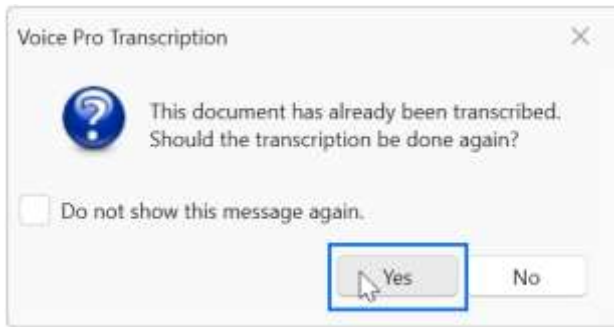 Voice Pro Transcription
This document has already been transcribed.
Should the transcription be done again?
Do not show this message again.
Yes
No